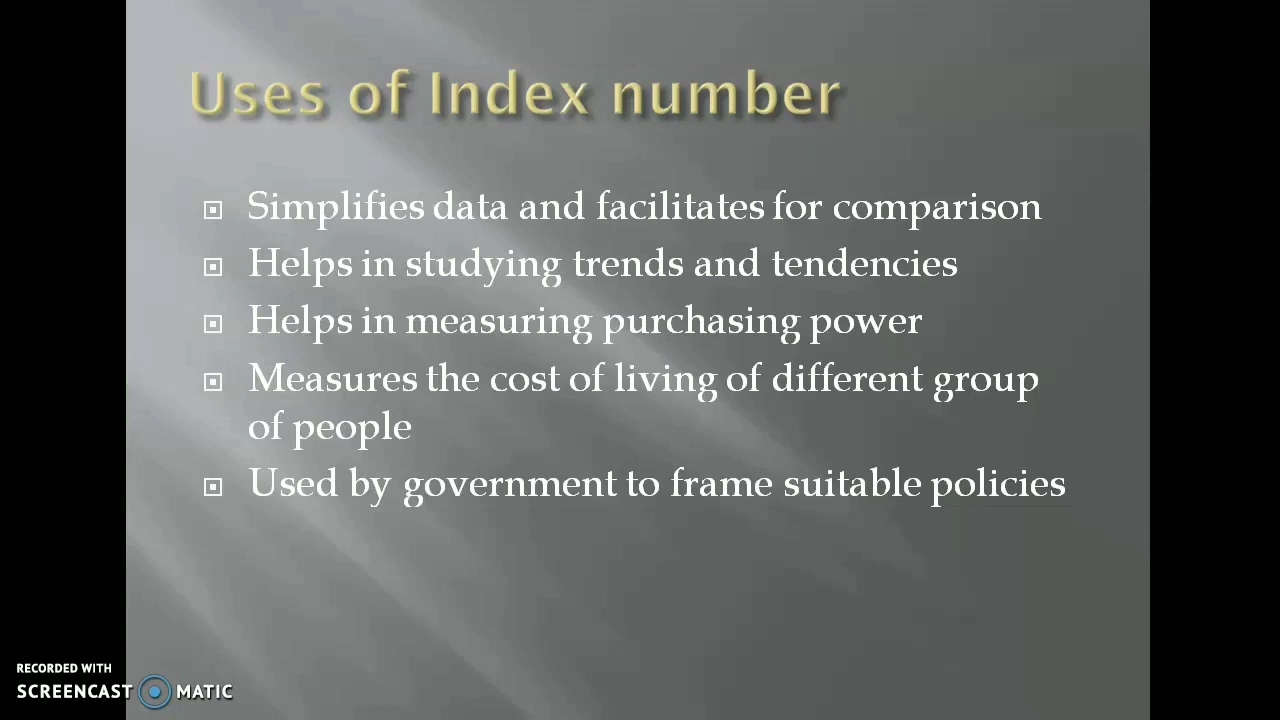 Uses of Index number
Simplifies data and facilitates for comparison
Helps in studying trends and tendencies
Helps in measuring purchasing power
Measures the cost of living of different group
of people
Used by government to frame suitable policies
RECORDED WITH
SCREENCAST MATIC